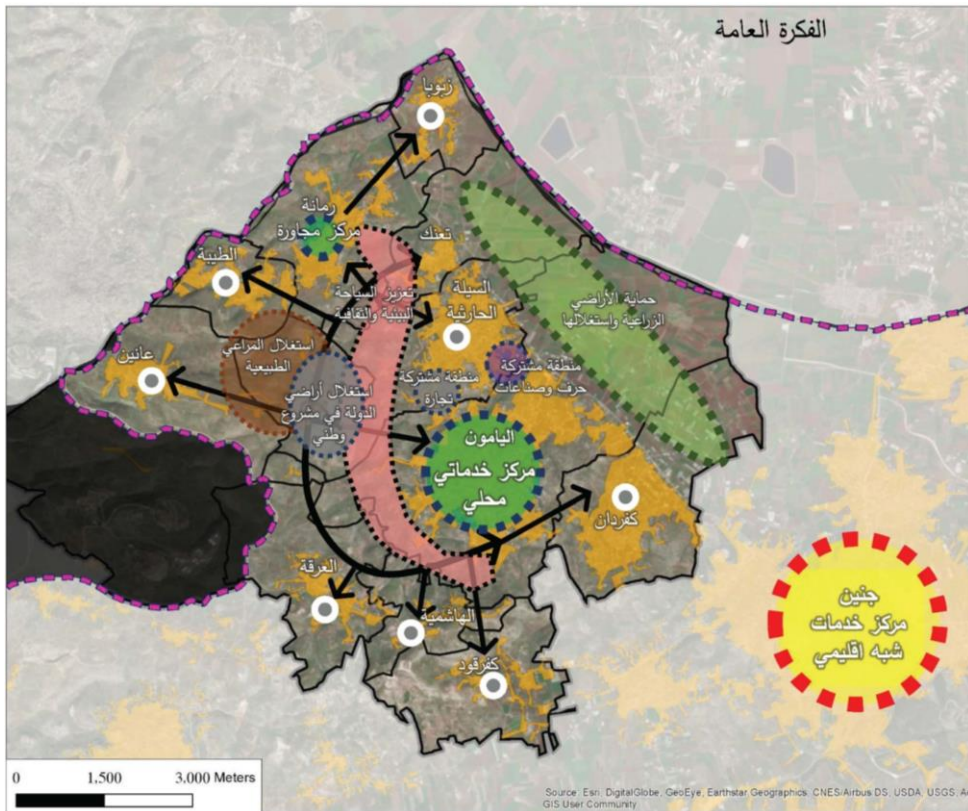 الفكرة العامة
زبوبا
رمانة
مركز مجاورة
تعنك
الطيبة
تعزيز السياحة
البيئية والثقافية
السيلة
الحارثية
حماية الأراضي
الزراعية واستغلالها
عانين
استغلال المراعي
الطبيعية
استغلال أراضي
الدولة في مشروع
وطني
منطقة مشتركة
تجارة
منطقة مشتركة
حرف وصناعات
اليامون
مركز خدماتي
محلي
كفردان
العرقة
الهاشمية
كفرقود
جنين
مركز خدمات
شبه اقليمي
0 1,500 3,000 Meters
Source: Esri, DigitalGlobe, GeoEye, Earthstar Geographics, CNES/Airbus DS, USDA, USGS,
GIS User Community